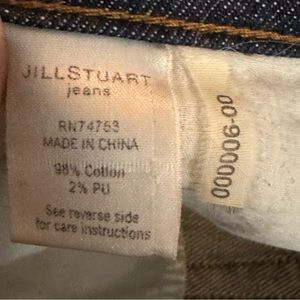 JILLSTUART
jeans
RN74753
MADE IN CHINA
98% Cotton
2% PU
See reverse side
for care instructions
000006-00